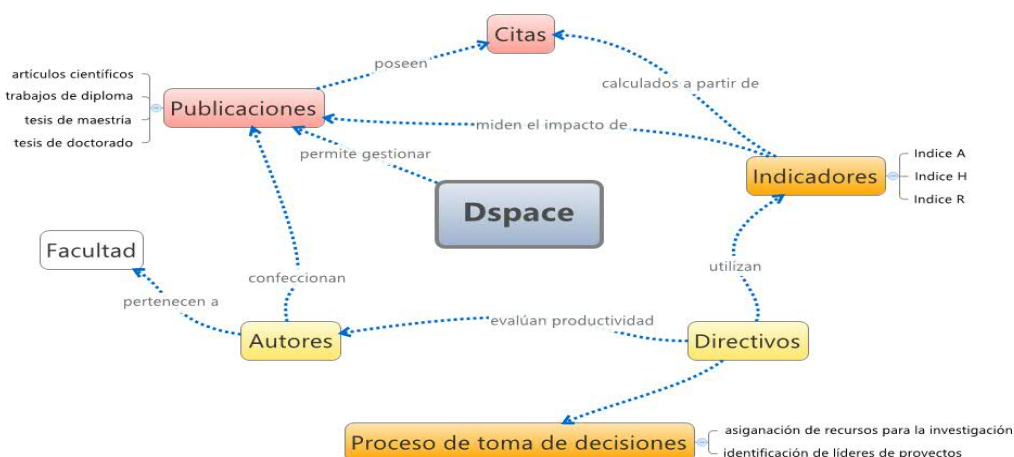 Citas
poseen
calculados a partir de
artículos científicos
trabajos de diploma
tesis de maestría
tesis de doctorado
Publicaciones
miden el impacto de
permite gestionar
Indicadores
Indice A
Indice H
Indice R
Dspace
Facultad
confeccionan
utilizan
pertenecen a
evalúan productividad
Autores
Directivos
Proceso de toma de decisiones
asiganación de recursos para la investigación
identificación de líderes de proyectos